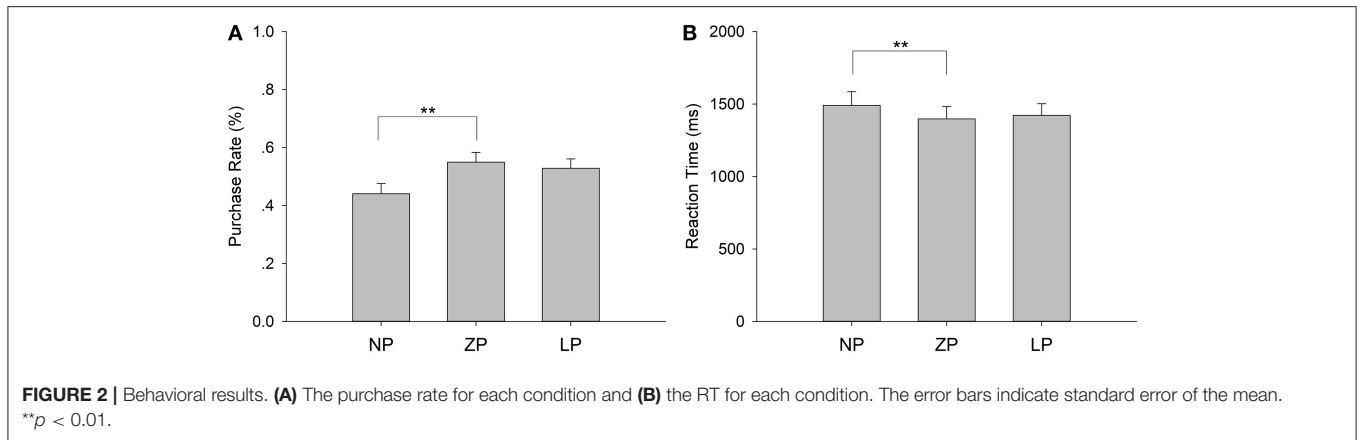 A
Purchase Rate (%)
1.0
.8
.6
.4
.2
0.0
**
NP ZP LP
B
Reaction Time (ms)
2000
1500
1000
500
0
**
NP ZP LP
FIGURE 2 | Behavioral results. (A) The purchase rate for each condition and (B) the RT for each condition. The error bars indicate standard error of the mean.
**p < 0.01.